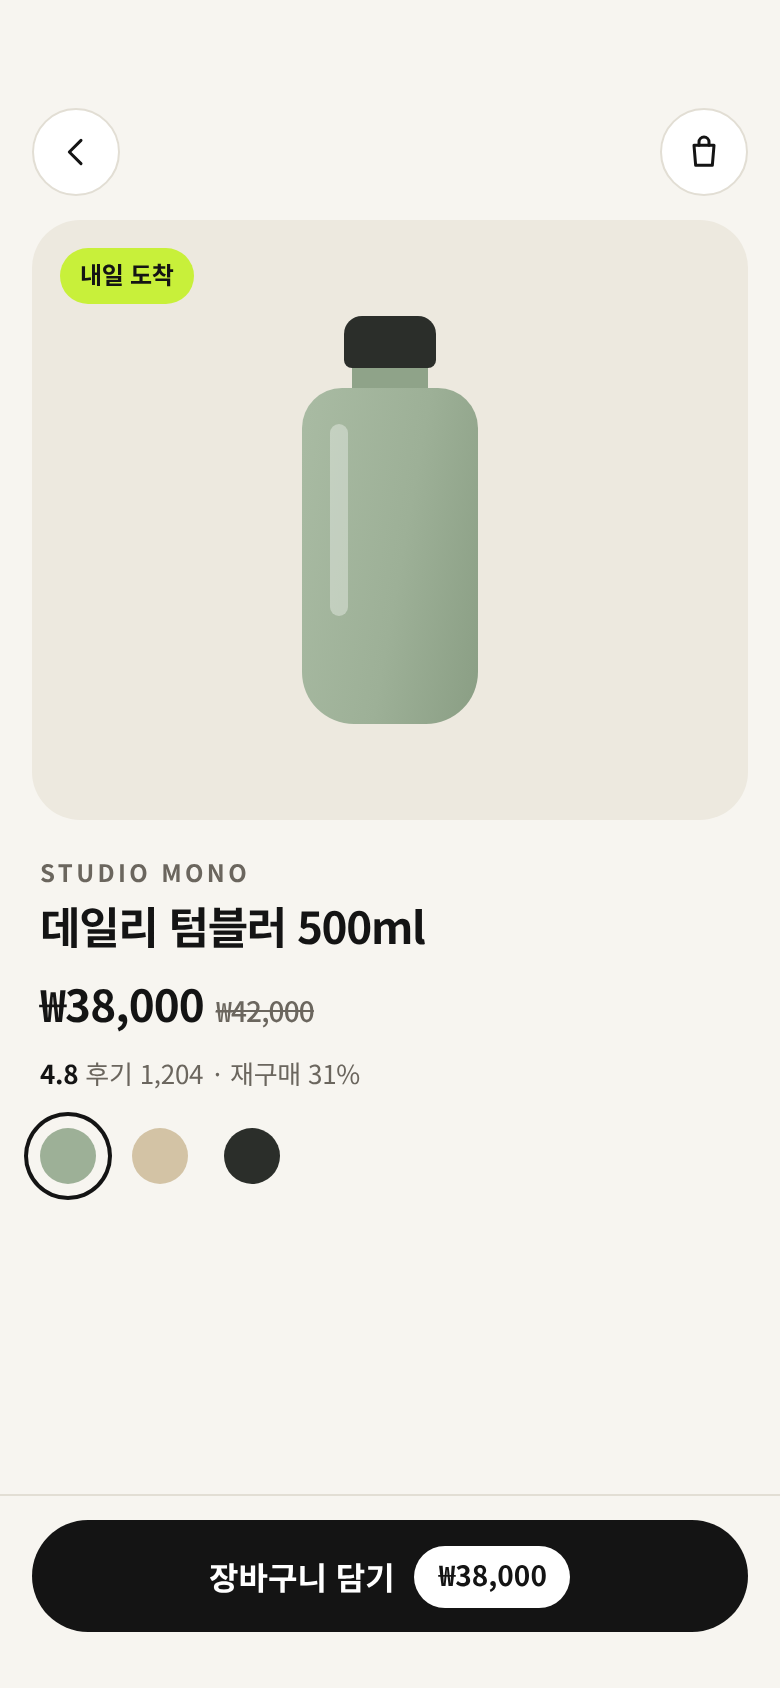 내일 도착
STUDIO MONO
데일리 텀블러 500ml
₩38,000 ₩42,000
4.8 후기 1,204 · 재구매 31%
장바구니 담기 ₩38,000